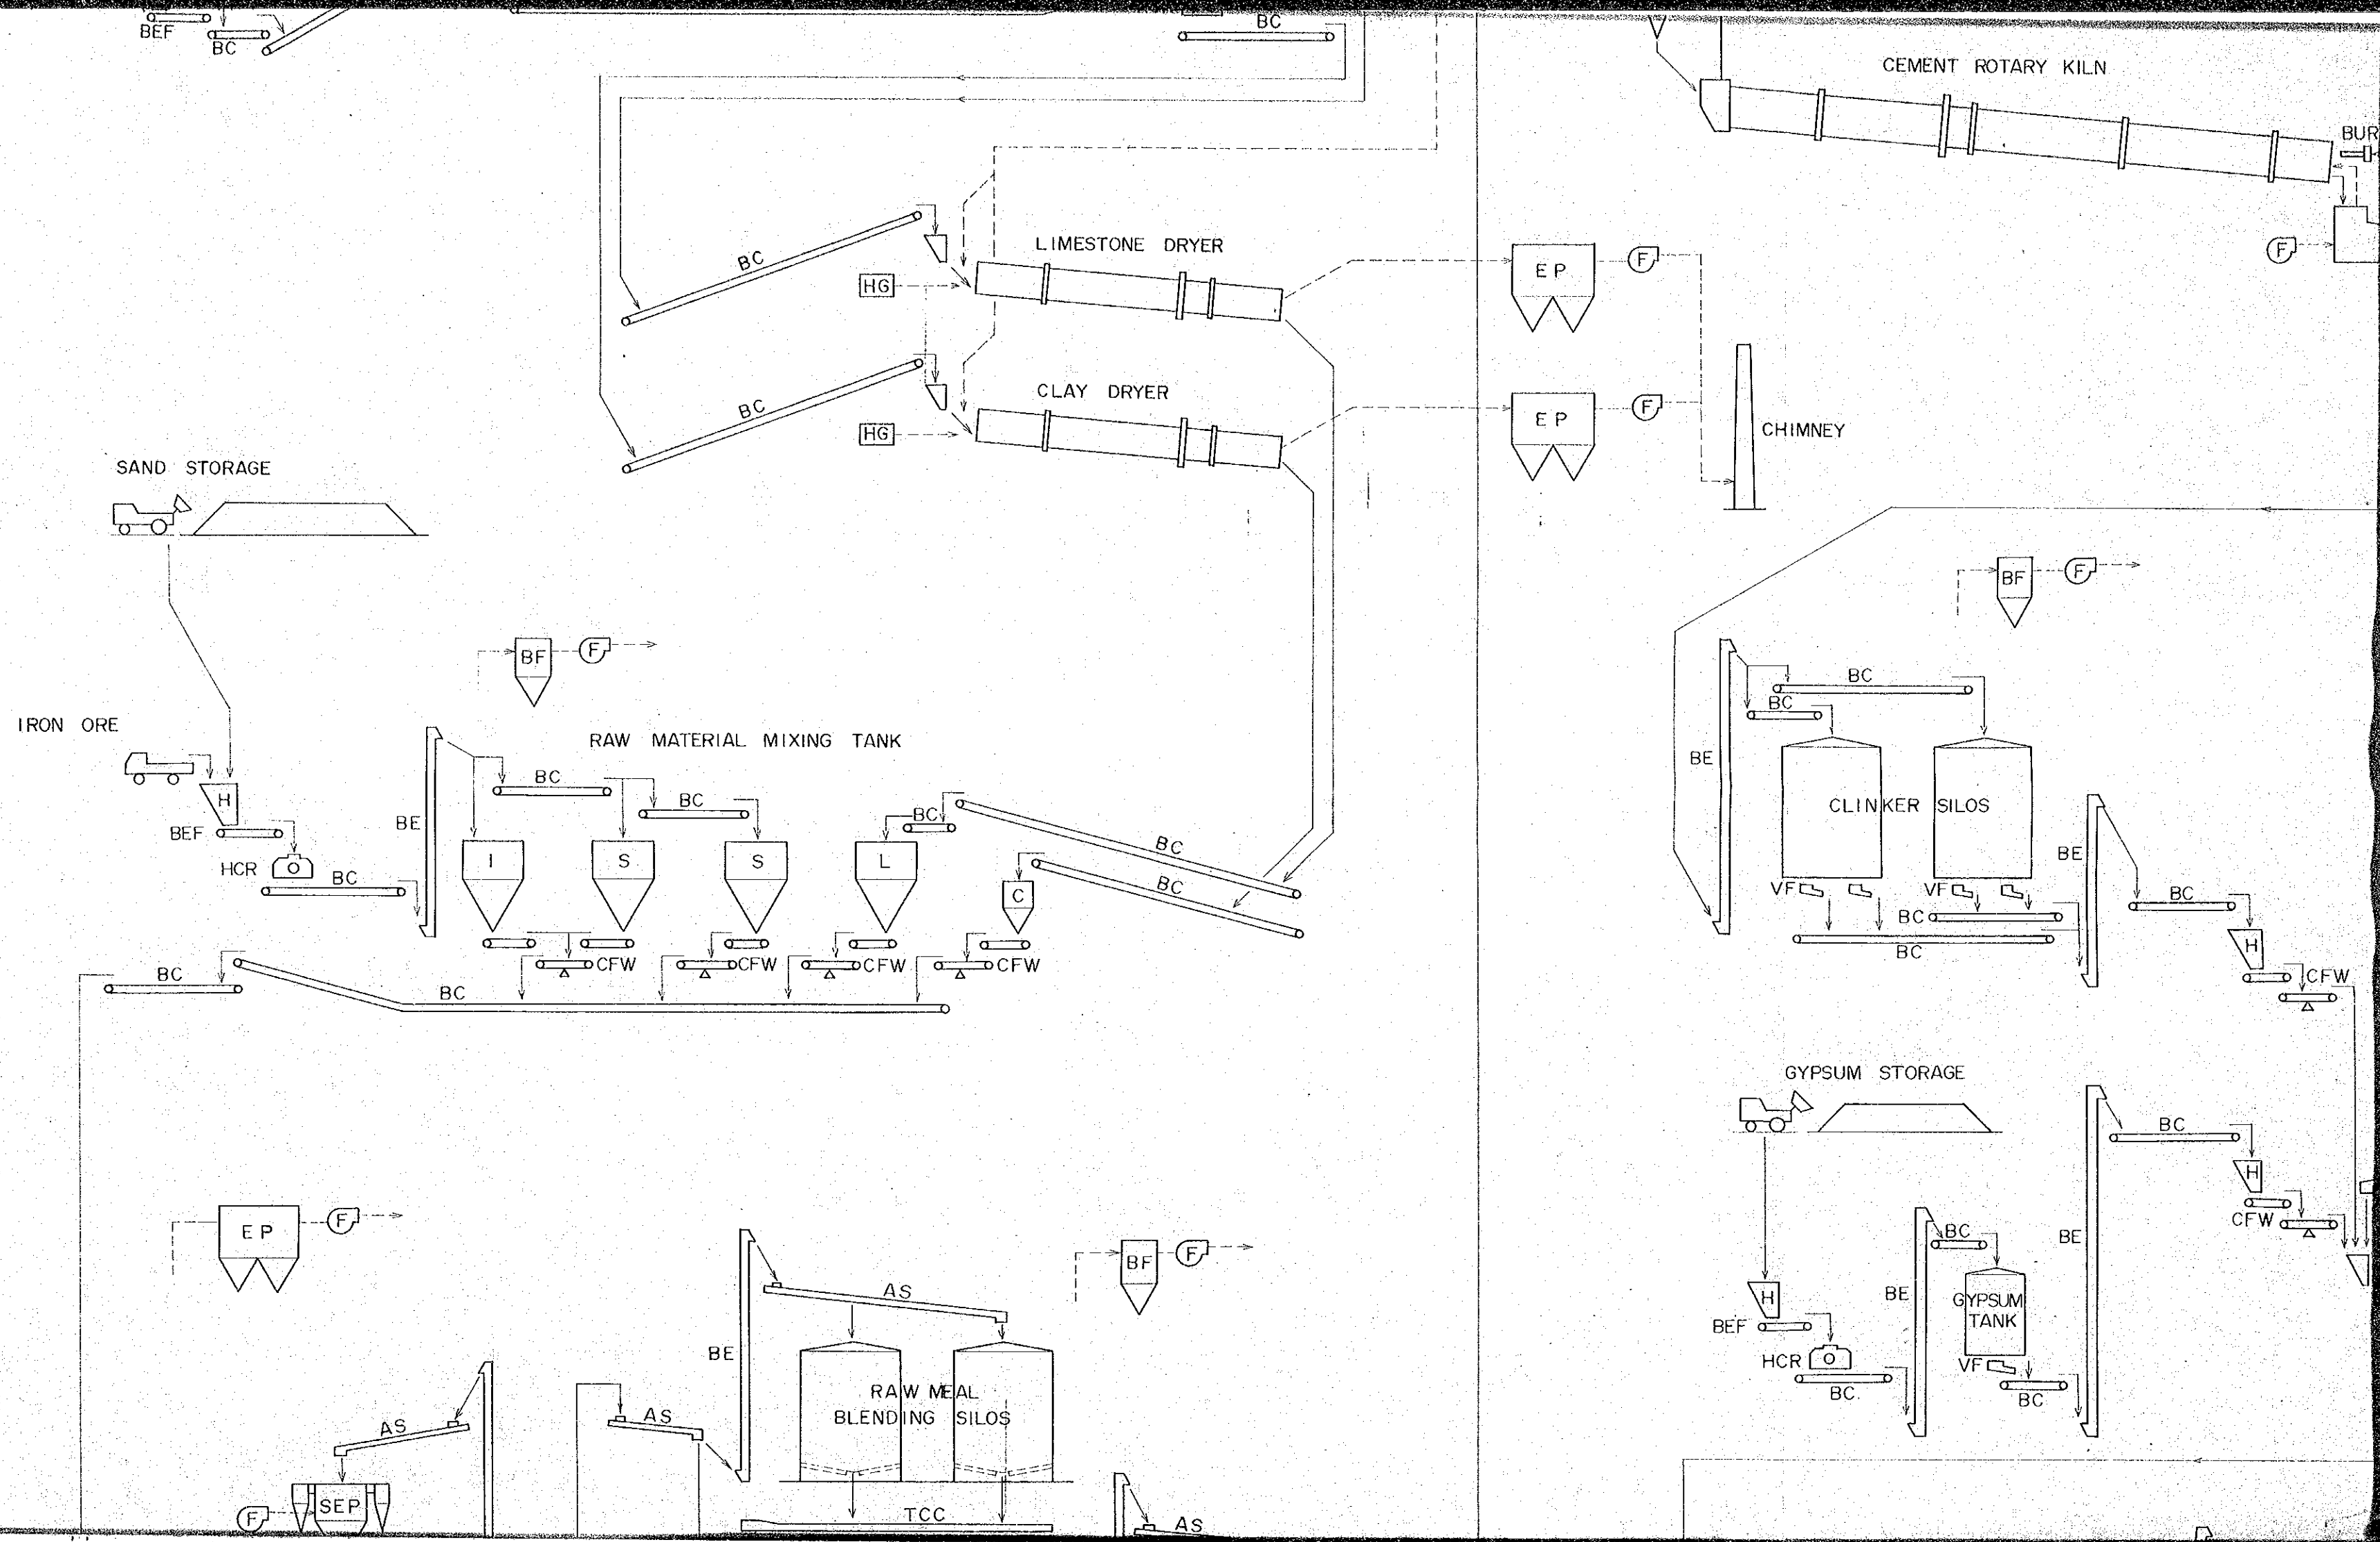 BEF
BC
BC
CEMENT ROTARY KILN
BUR
BC
LIMESTONE DRYER
HG
EP
F
F
BC
CLAY DRYER
HG
EP
F
CHIMNEY
SAND STORAGE
BF
F
BF
F
IRON ORE
RAW MATERIAL MIXING TANK
H
BEF
HCR
BC
BE
BC
BC
I
S
S
L
BC
C
BC
BC
CFW
CFW
CFW
CFW
BC
BC
BE
BC
BC
CLINKER SILOS
VF
VF
BC
BC
BE
BC
H
CFW
GYPSUM STORAGE
BC
H
CFW
BE
BC
GYPSUM
TANK
BE
H
BEF
HCR
BC
VF
BC
EP
F
BF
F
BE
AS
RAW MEAL
BLENDING SILOS
AS
AS
SEP
F
TCC
AS